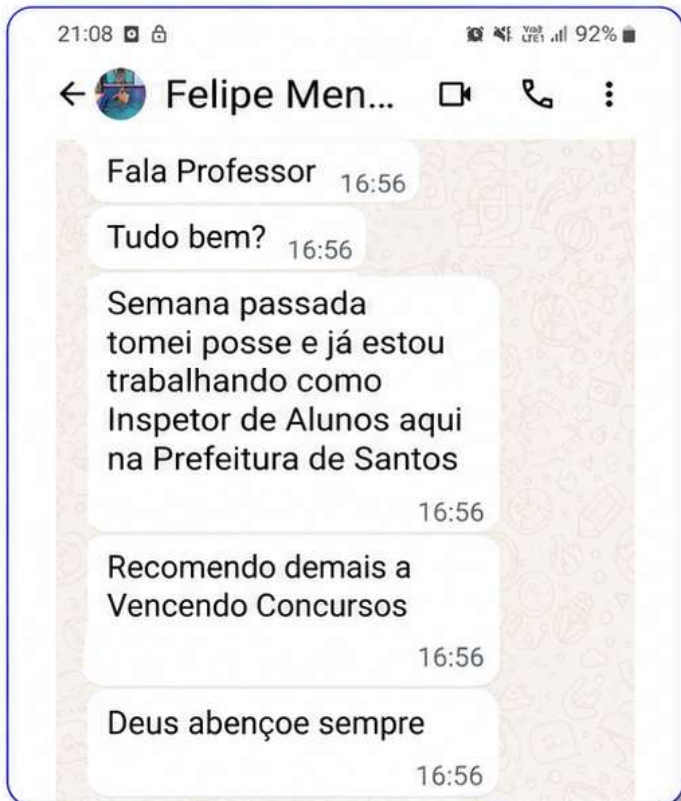 21:08
92%
Felipe Men...
Fala Professor 16:56
Tudo bem? 16:56
Semana passada
tomei posse e já estou
trabalhando como
Inspetor de Alunos aqui
na Prefeitura de Santos
16:56
Recomendo demais a
Vencendo Concursos
16:56
Deus abençoe sempre
16:56